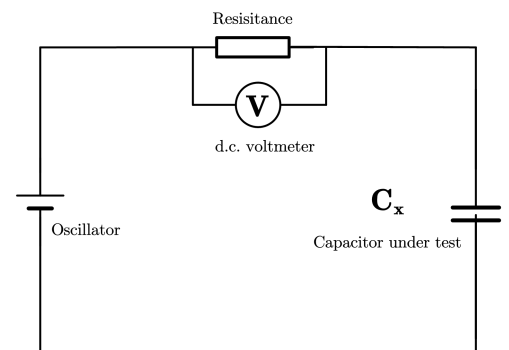 Resisitance
V
d.c. voltmeter
Cx
Oscillator
Capacitor under test